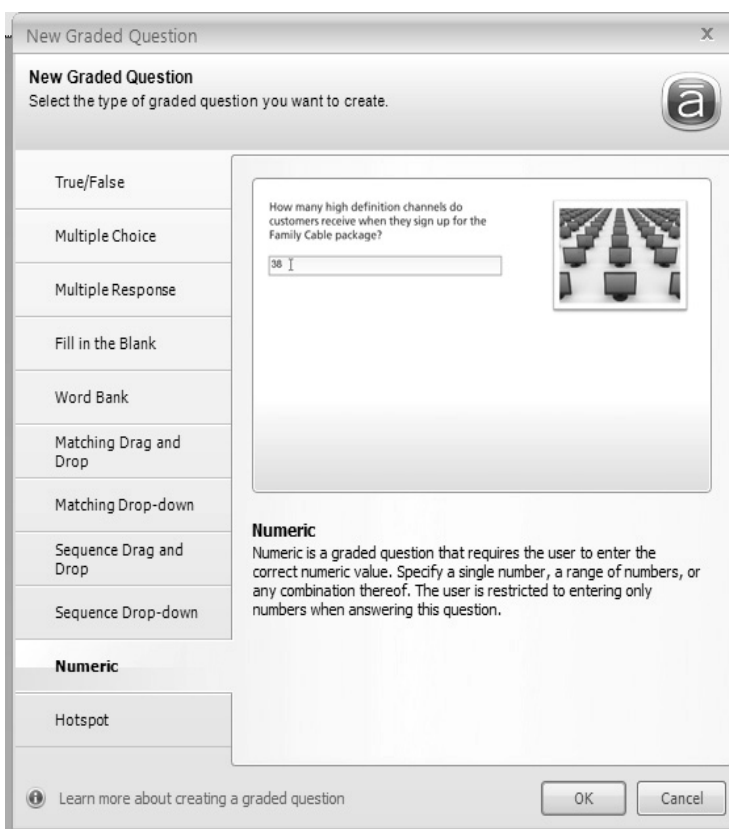 New Graded Question
x
New Graded Question
Select the type of graded question you want to create.
ā
True/False
Multiple Choice
Multiple Response
Fill in the Blank
Word Bank
Matching Drag and
Drop
Matching Drop-down
Sequence Drag and
Drop
Sequence Drop-down
Numeric
Hotspot
How many high definition channels do
customers receive when they sign up for the
Family Cable package?
38
Numeric
Numeric is a graded question that requires the user to enter the
correct numeric value. Specify a single number, a range of numbers, or
any combination thereof. The user is restricted to entering only
numbers when answering this question.
Learn more about creating a graded question
OK
Cancel